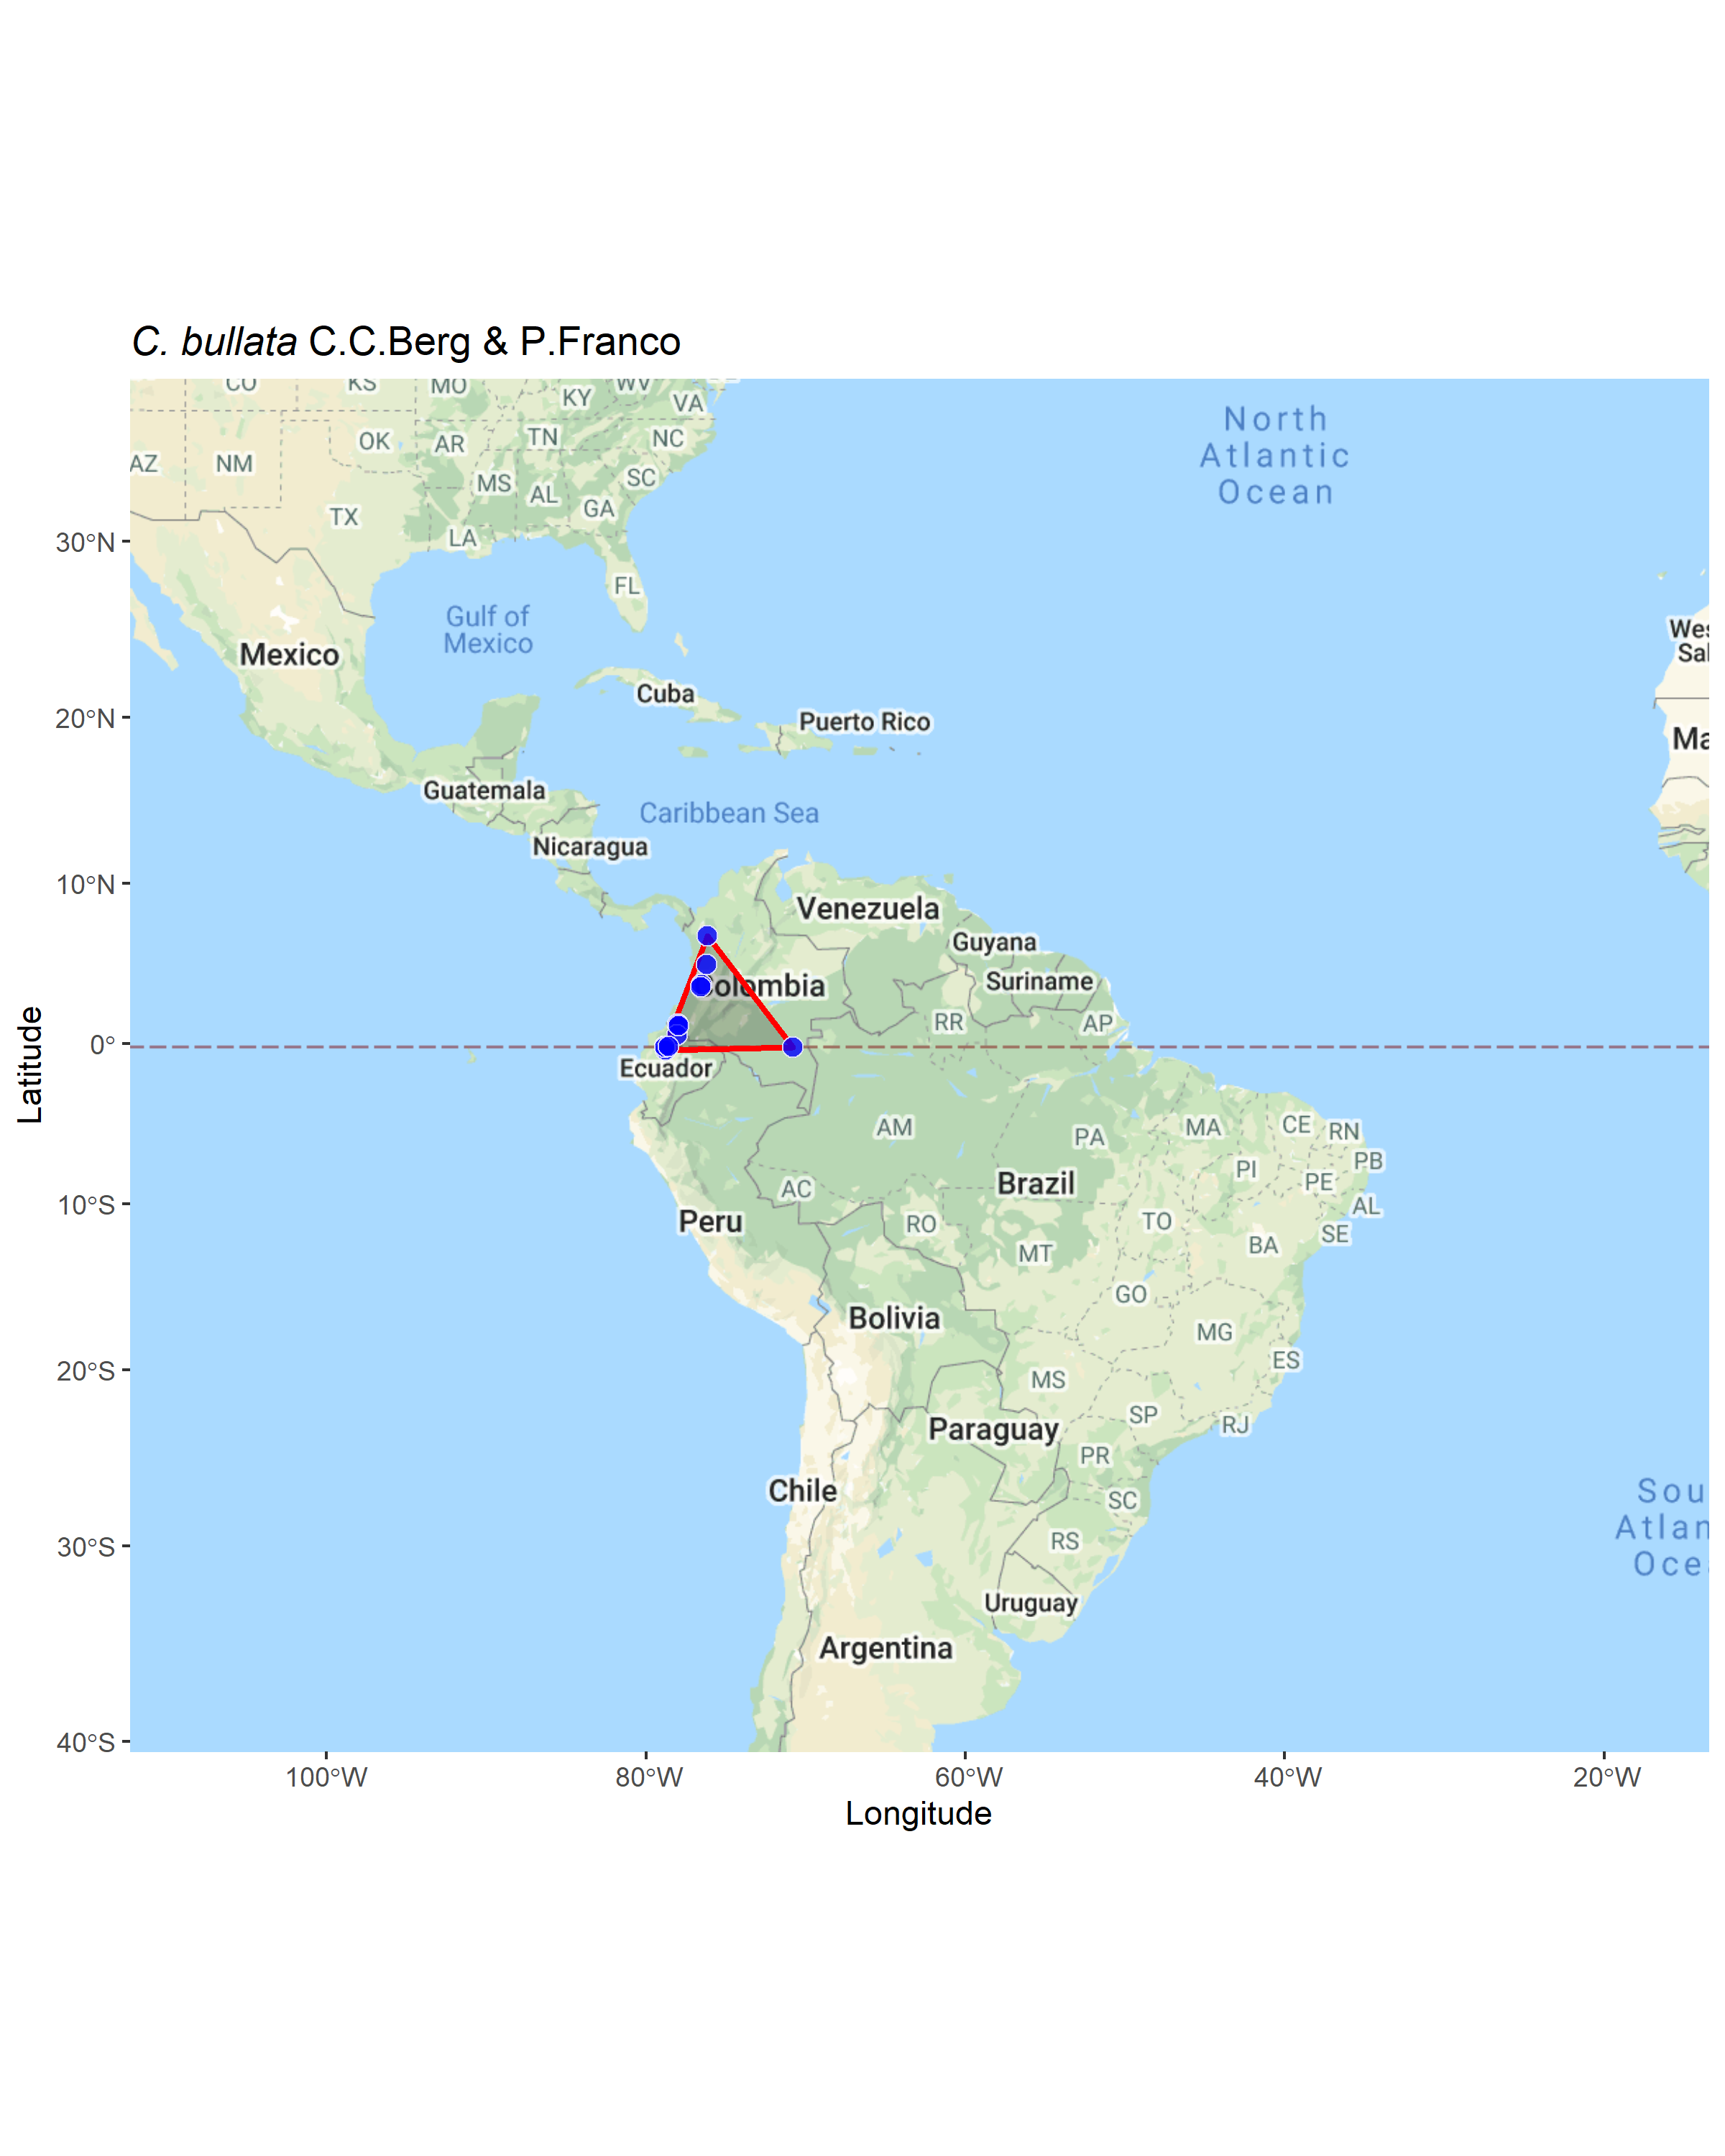 C. bullata C.C.Berg & P.Franco
CO
KS
MO
WV
KY
VA
OK
AR
TN
NC
AZ
NM
MS
AL
SC
GA
TX
LA
FL
North
Atlantic
Ocean
30°N
Gulf of
Mexico
Mexico
Wes
Sal
Cuba
20°N
Puerto Rico
Ma
Guatemala
Caribbean Sea
Nicaragua
10°N
Venezuela
Guyana
Suriname
olombia
RR
AP
0°
Ecuador
Latitude
AM
PA
MA
CE
RN
PI
PB
PE
AL
AC
Brazil
10°S
Peru
RO
TO
SE
MT
BA
GO
Bolivia
MG
ES
20°S
MS
SP
RJ
Paraguay
PR
Chile
SC
Sou
Atlan
Ocea
30°S
RS
Uruguay
Argentina
40°S
100°W
80°W
60°W
40°W
20°W
Longitude